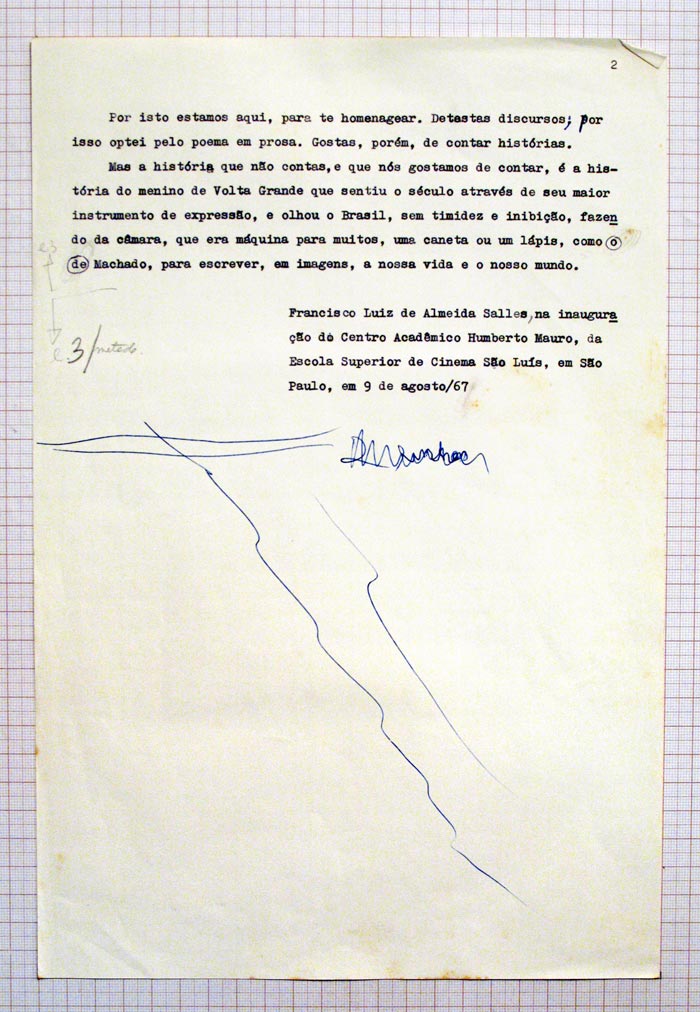 2
Por isto estamos aqui, para te homenagear. Detestas discursos; por
isso optei pelo poema em prosa. Gostas, porém, de contar histórias.
Mas a história que não contas, e que nós gostamos de contar, é a his-
tória do menino de Volta Grande que sentiu o século através de seu maior
instrumento de expressão, e olhou o Brasil, sem timidez e inibição, fazen
do da câmara, que era máquina para muitos, uma caneta ou um lápis, como o
de Machado, para escrever, em imagens, a nossa vida e o nosso mundo.
3/metade
Francisco Luiz de Almeida Salles, na inaugura
ção do Centro Acadêmico Humberto Mauro, da
Escola Superior de Cinema São Luís, em São
Paulo, em 9 de agosto/67